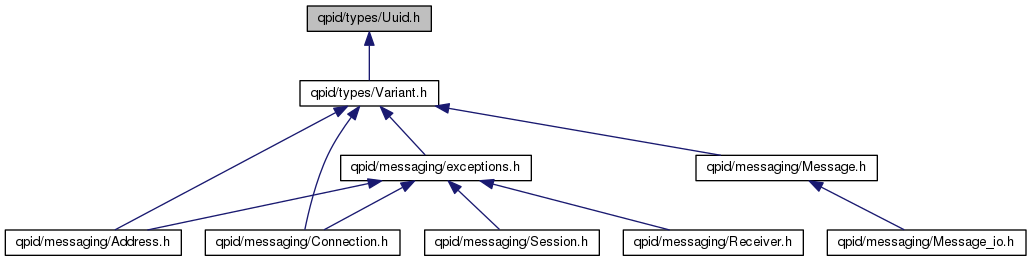 qpid/types/Uuid.h
qpid/types/Variant.h
qpid/messaging/exceptions.h
qpid/messaging/Message.h
qpid/messaging/Address.h
qpid/messaging/Connection.h
qpid/messaging/Session.h
qpid/messaging/Receiver.h
qpid/messaging/Message_io.h